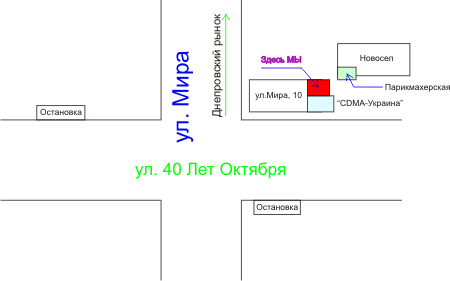 Днепровский рынок
ул. Мира
Здесь МЫ
Новосел
Парикмахерская
ул.Мира, 10
"CDMA-Украина"
Остановка
ул. 40 Лет Октября
Остановка